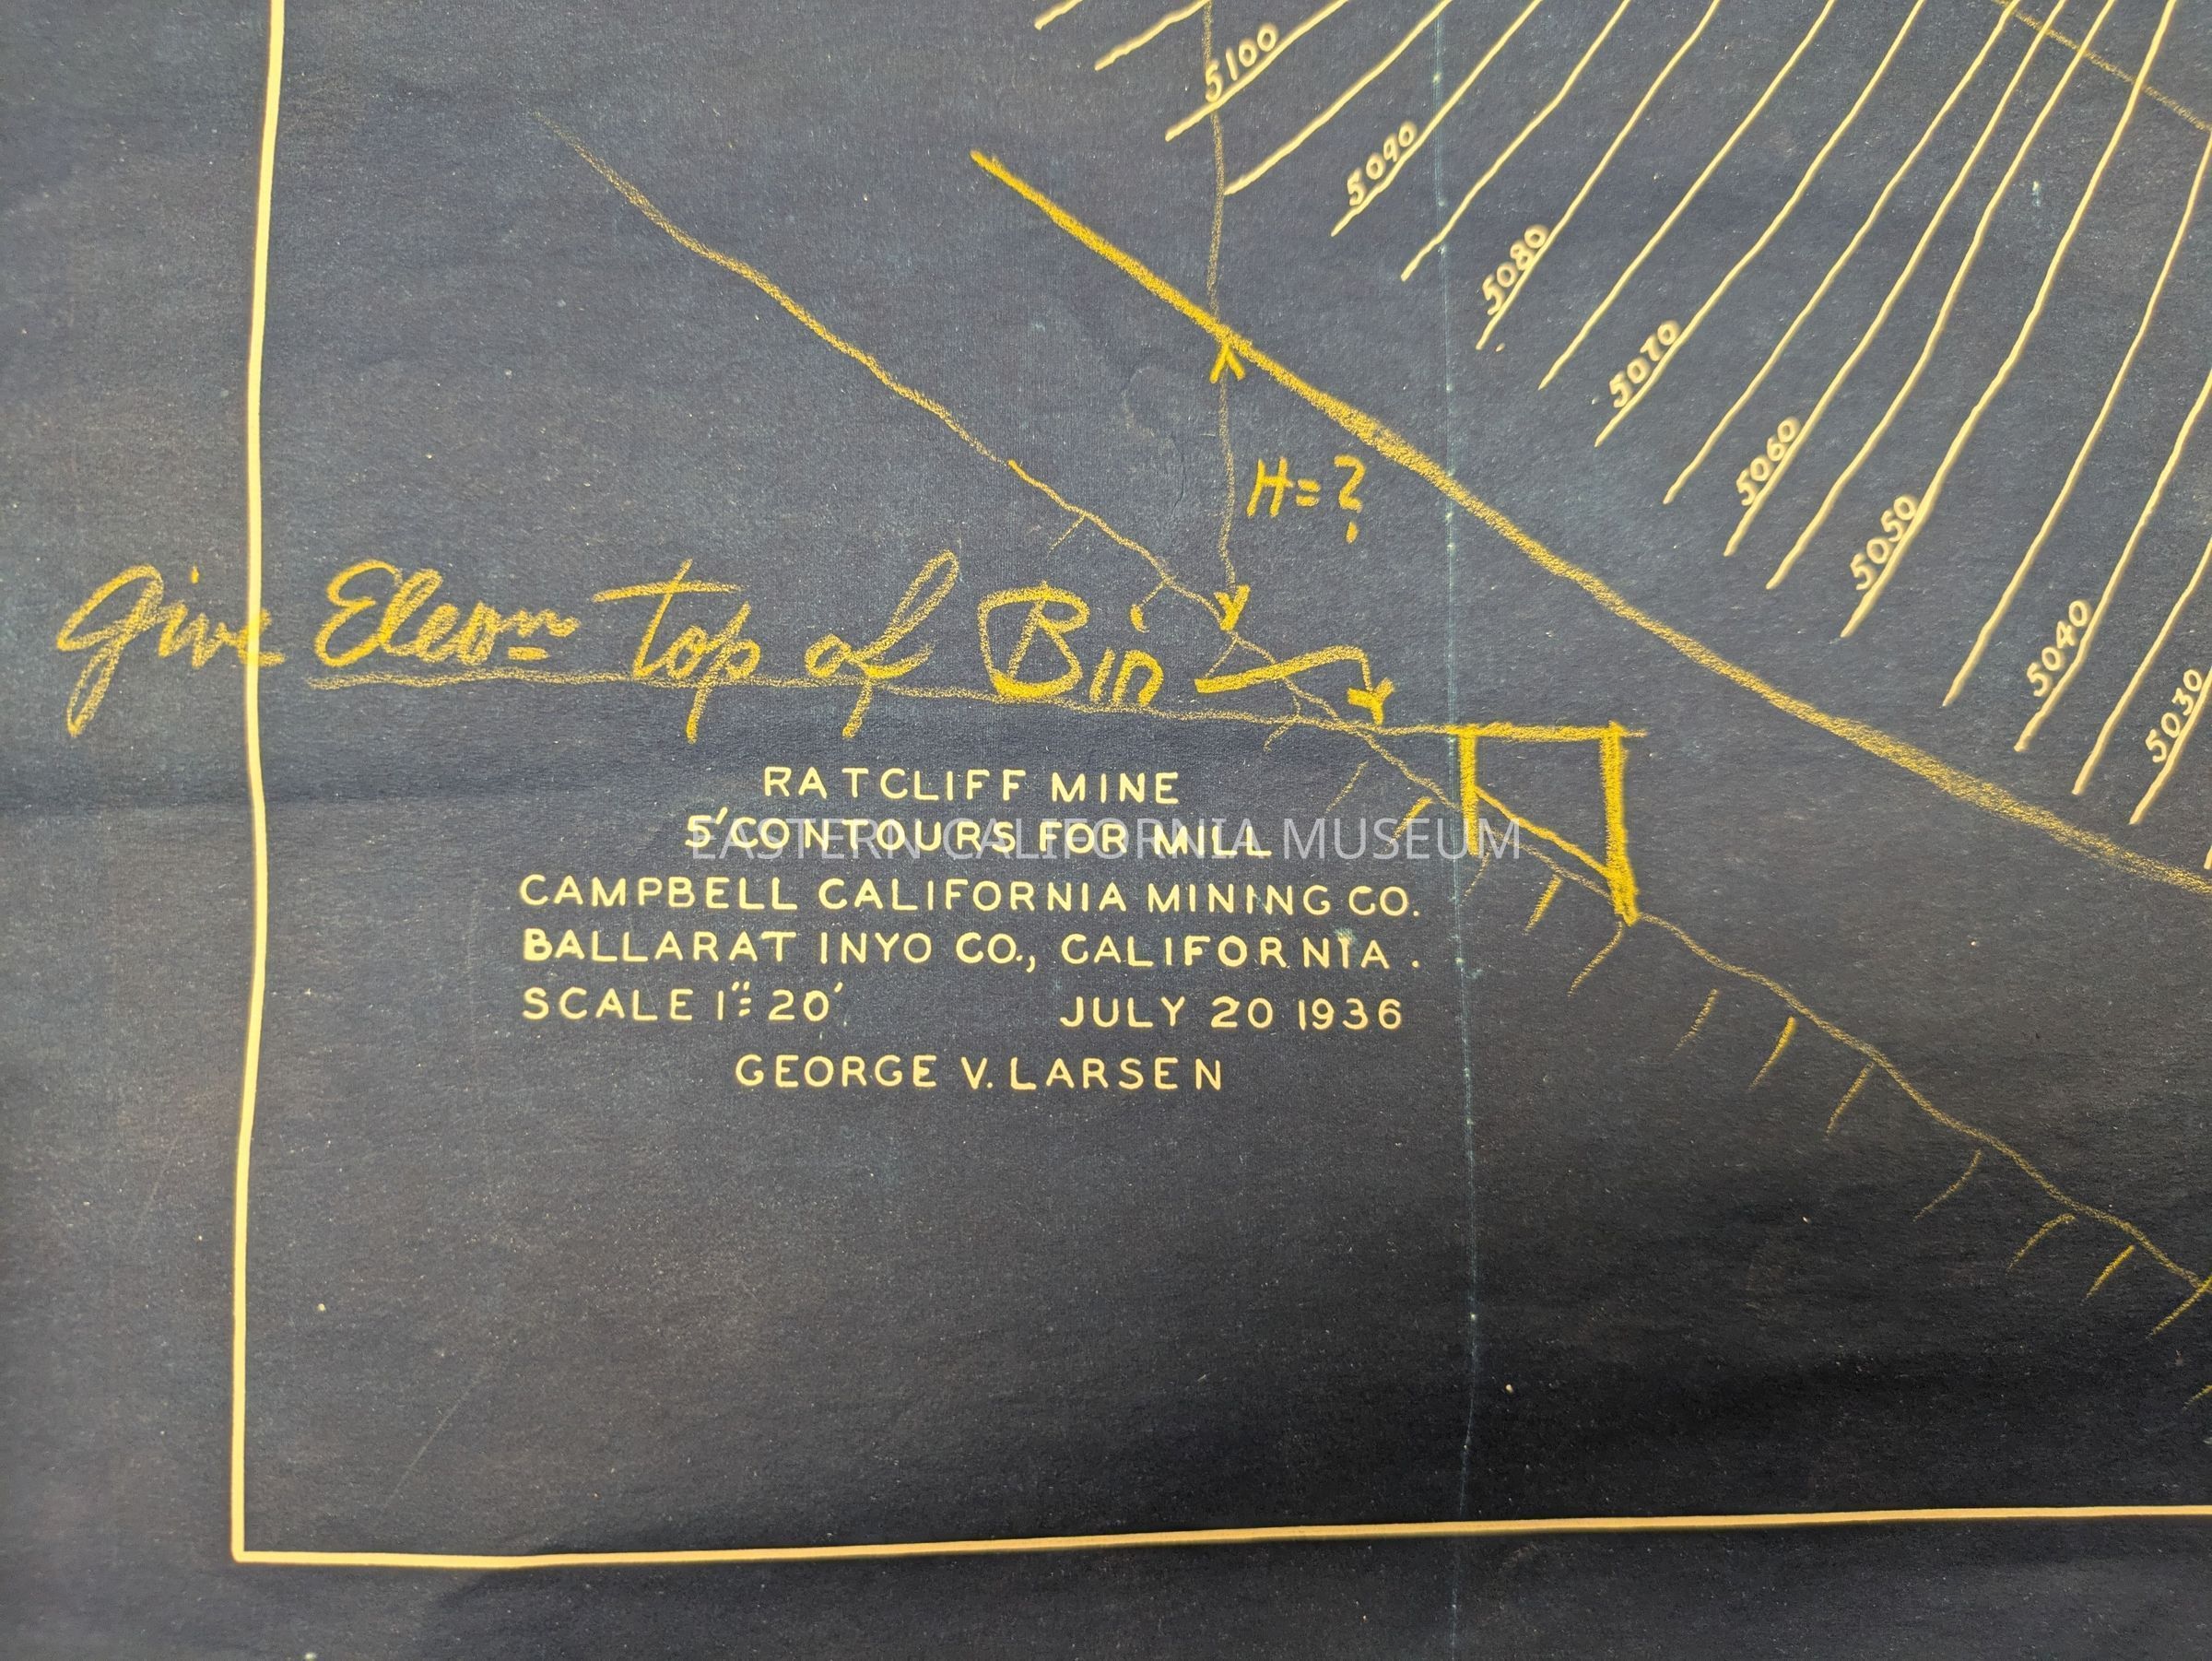 5100
5090
5080
5070
5060
5050
5040
5030
H=?
Give Elevn top of Bin
RATCLIFF MINE
5' CONTOURS FOR MILL
EASTERN CALIFORNIA MUSEUM
CAMPBELL CALIFORNIA MINING CO.
BALLARAT INYO CO., CALIFORNIA.
SCALE 1"=20' JULY 20 1936
GEORGE V. LARSEN